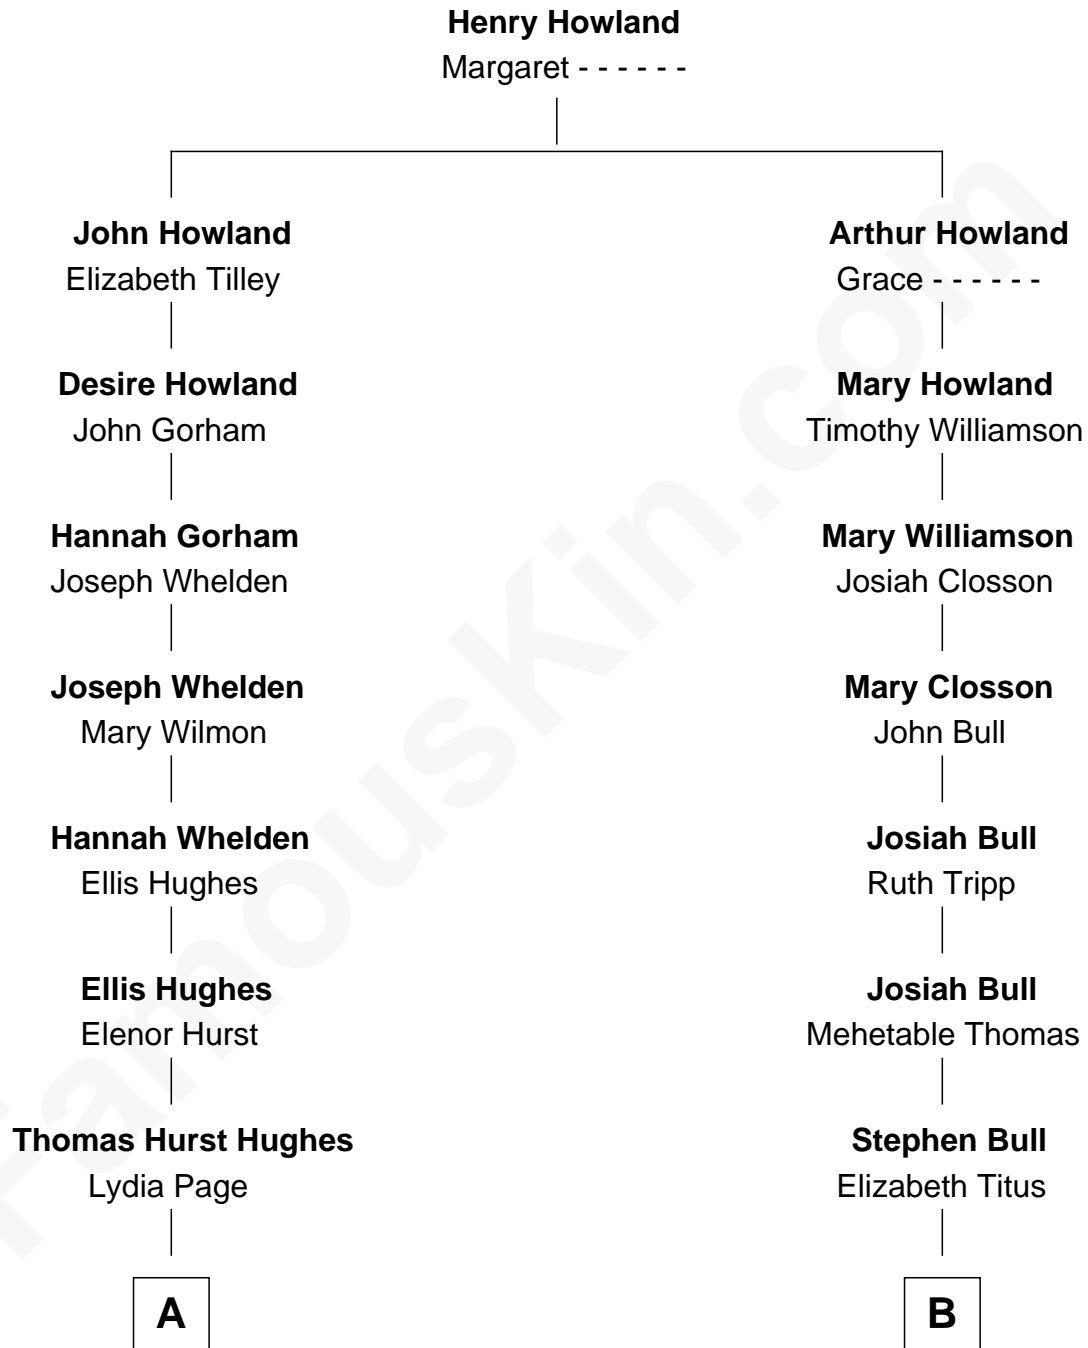 Henry Howland
Margaret - - - - - -
John Howland
Elizabeth Tilley
Arthur Howland
Grace - - - - - -
Desire Howland
John Gorham
Mary Howland
Timothy Williamson
Hannah Gorham
Joseph Whelden
Mary Williamson
Josiah Closson
Joseph Whelden
Mary Wilmon
Mary Closson
John Bull
Hannah Whelden
Ellis Hughes
Josiah Bull
Ruth Tripp
Ellis Hughes
Elenor Hurst
Josiah Bull
Mehetable Thomas
Thomas Hurst Hughes
Lydia Page
Stephen Bull
Elizabeth Titus
A
B
FamousKin.com